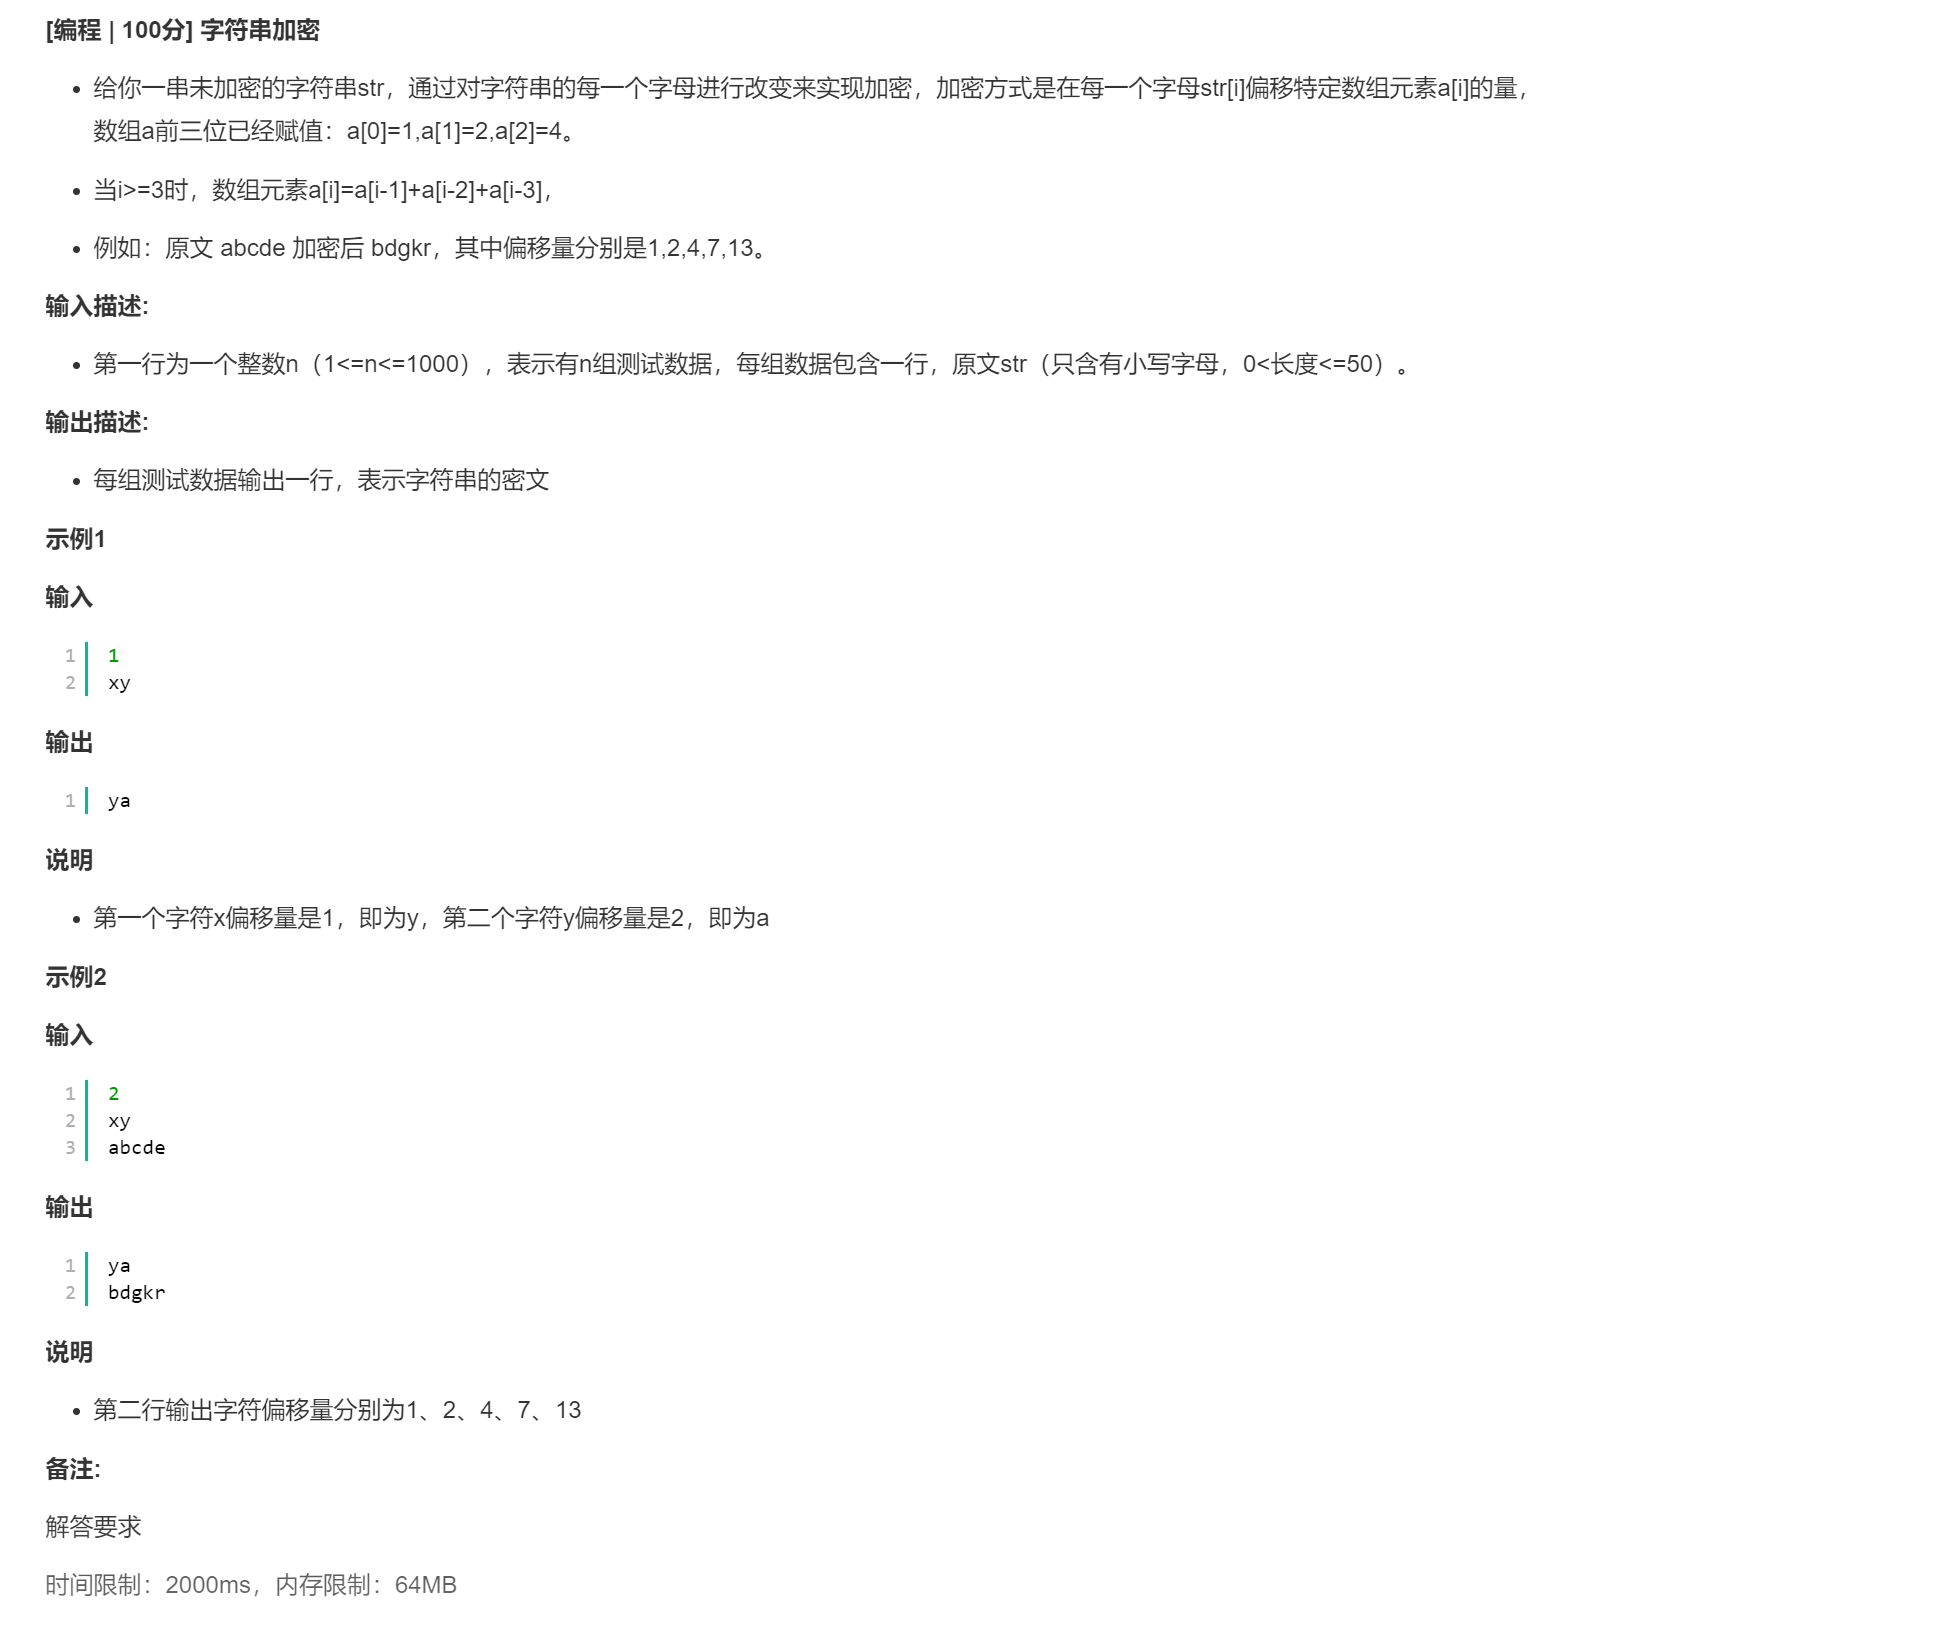 [编程 | 100分] 字符串加密
给你一串未加密的字符串str，通过对字符串的每一个字母进行改变来实现加密，加密方式是在每一个字母str[i]偏移特定数组元素a[i]的量，
数组a前三位已经赋值：a[0]=1,a[1]=2,a[2]=4。
当i>=3时，数组元素a[i]=a[i-1]+a[i-2]+a[i-3]，
例如：原文 abcde 加密后 bdgkr，其中偏移量分别是1,2,4,7,13。
输入描述:
第一行为一个整数n（1<=n<=1000），表示有n组测试数据，每组数据包含一行，原文str（只含有小写字母，0<长度<=50）。
输出描述:
每组测试数据输出一行，表示字符串的密文
示例1
输入
1 1
2 xy
输出
1 ya
说明
第一个字符x偏移量是1，即为y，第二个字符y偏移量是2，即为a
示例2
输入
1 2
2 xy
3 abcde
输出
1 ya
2 bdgkr
说明
第二行输出字符偏移量分别为1、2、4、7、13
备注:
解答要求
时间限制：2000ms，内存限制：64MB